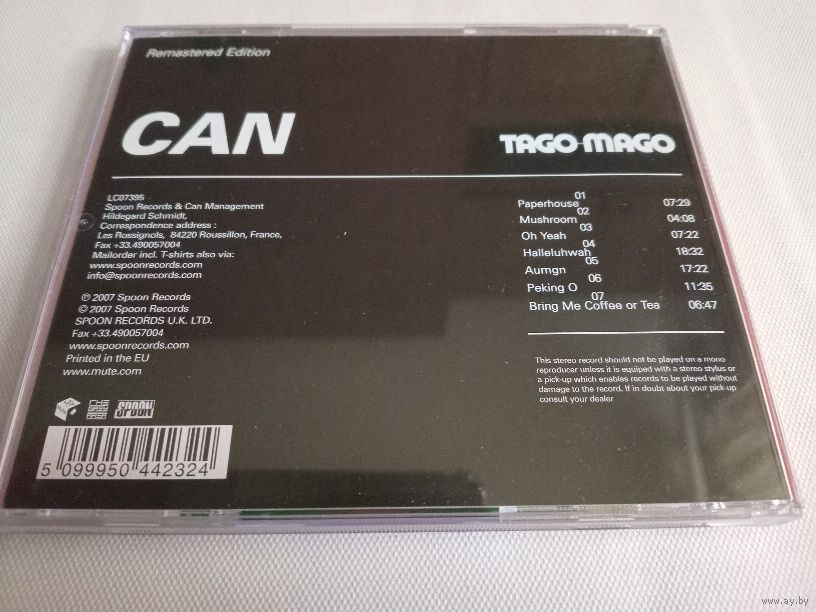 Remastered Edition
CAN
TAGO MAGO
LC07395
Spoon Records & Can Management
Hildegard Schmidt,
Correspondence address :
Les Rossignols, 84220 Roussillon, France,
Fax +33.490057004
Mailorder incl. T-shirts also via:
www.spoonrecords.com
info@spoonrecords.com
℗ 2007 Spoon Records
© 2007 Spoon Records
SPOON RECORDS U.K. LTD.
Fax +33.490057004
www.spoonrecords.com
Printed in the EU
www.mute.com
SPOON
5 099950 442324
01
Paperhouse 07:29
02
Mushroom 04:08
03
Oh Yeah 07:22
04
Halleluhwah 18:32
05
Aumgn 17:22
06
Peking O 11:35
07
Bring Me Coffee or Tea 06:47
This stereo record should not be played on a mono
reproducer unless it is equiped with a stereo stylus or
a pick-up which enables records to be played without
damage to the record. If in doubt about your pick-up
consult your dealer
www.ay.by